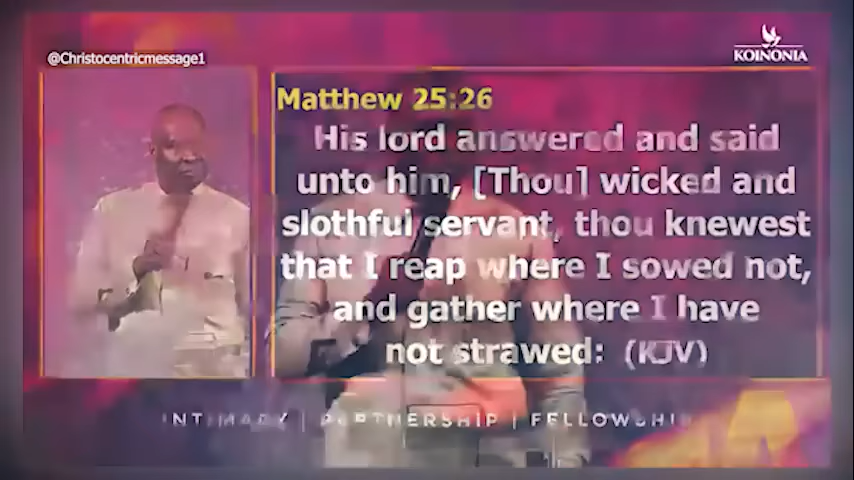 @Christocentricmessage1
KOINONIA
Matthew 25:26
His lord answered and said
unto him, [Thou] wicked and
slothful servant, thou knewest
that I reap where I sowed not,
and gather where I have
not strawed: (KJV)
INTIMACY | PARTNERSHIP | FELLOWSHIP